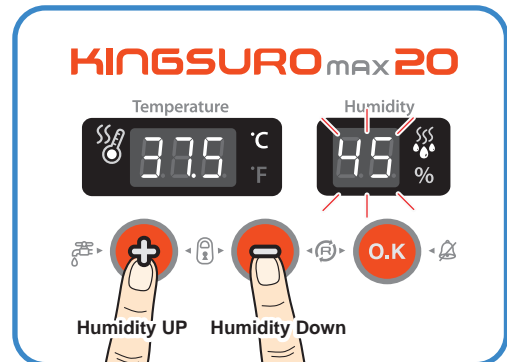 KINGSURO max 20
Temperature Humidity
37.5 °C °F 45 %
R O.K
Humidity UP Humidity Down